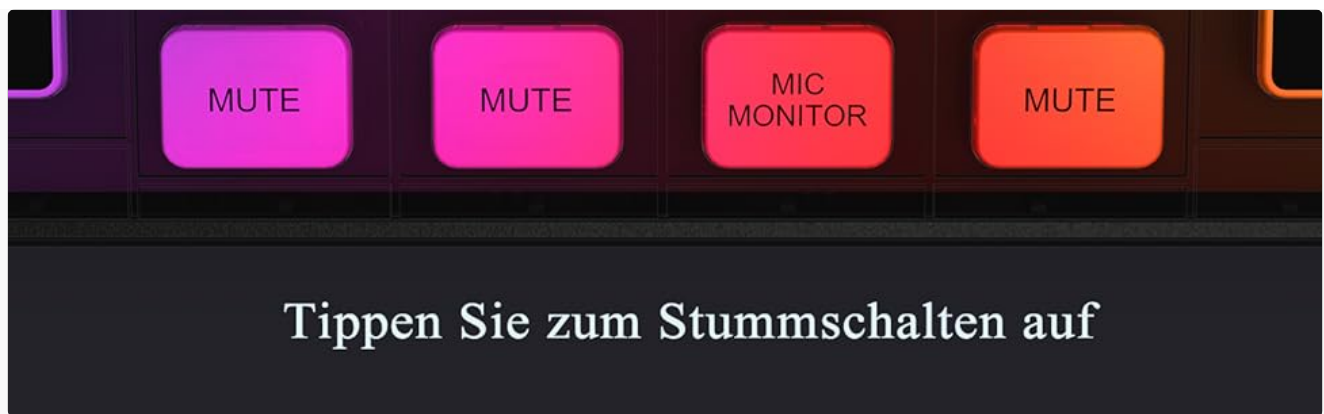 MUTE
MUTE
MIC
MONITOR
MUTE
Tippen Sie zum Stummschalten auf